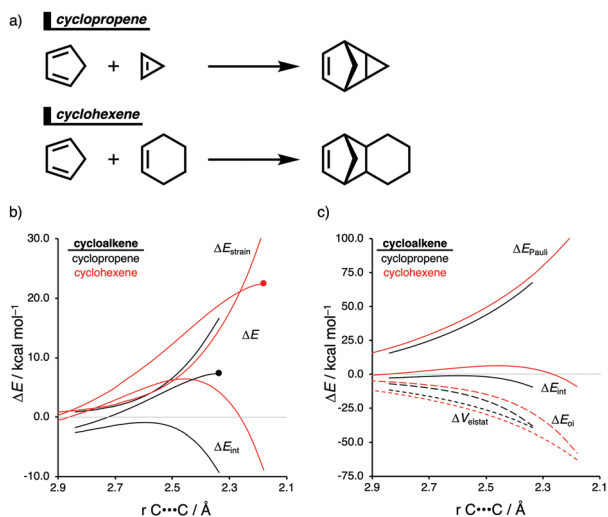 a)
cyclopropene
+
cyclohexene
+
b)
30.0
20.0
10.0
0.0
-10.0
2.9
2.7
2.5
2.3
2.1
ΔE / kcal mol⁻¹
r C•••C / Å
cycloalkene
cyclopropene
cyclohexene
ΔEstrain
ΔE
ΔEint
c)
100.0
75.0
50.0
25.0
0.0
-25.0
-50.0
-75.0
2.9
2.7
2.5
2.3
2.1
ΔE / kcal mol⁻¹
r C•••C / Å
cycloalkene
cyclopropene
cyclohexene
ΔEPauli
ΔEint
ΔEoi
ΔVelstat